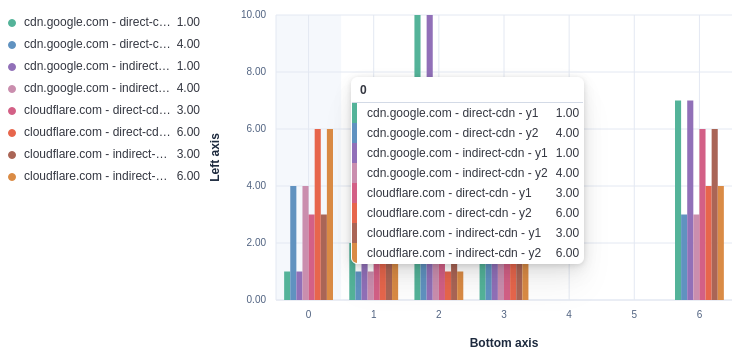 cdn.google.com - direct-c... 1.00
cdn.google.com - direct-c... 4.00
cdn.google.com - indirect... 1.00
cdn.google.com - indirect... 4.00
cloudflare.com - direct-cd... 3.00
cloudflare.com - direct-cd... 6.00
cloudflare.com - indirect-... 3.00
cloudflare.com - indirect-... 6.00
Left axis
10.00
8.00
6.00
4.00
2.00
0.00
0
cdn.google.com - direct-cdn - y1 1.00
cdn.google.com - direct-cdn - y2 4.00
cdn.google.com - indirect-cdn - y1 1.00
cdn.google.com - indirect-cdn - y2 4.00
cloudflare.com - direct-cdn - y1 3.00
cloudflare.com - direct-cdn - y2 6.00
cloudflare.com - indirect-cdn - y1 3.00
cloudflare.com - indirect-cdn - y2 6.00
0 1 2 3 4 5 6
Bottom axis